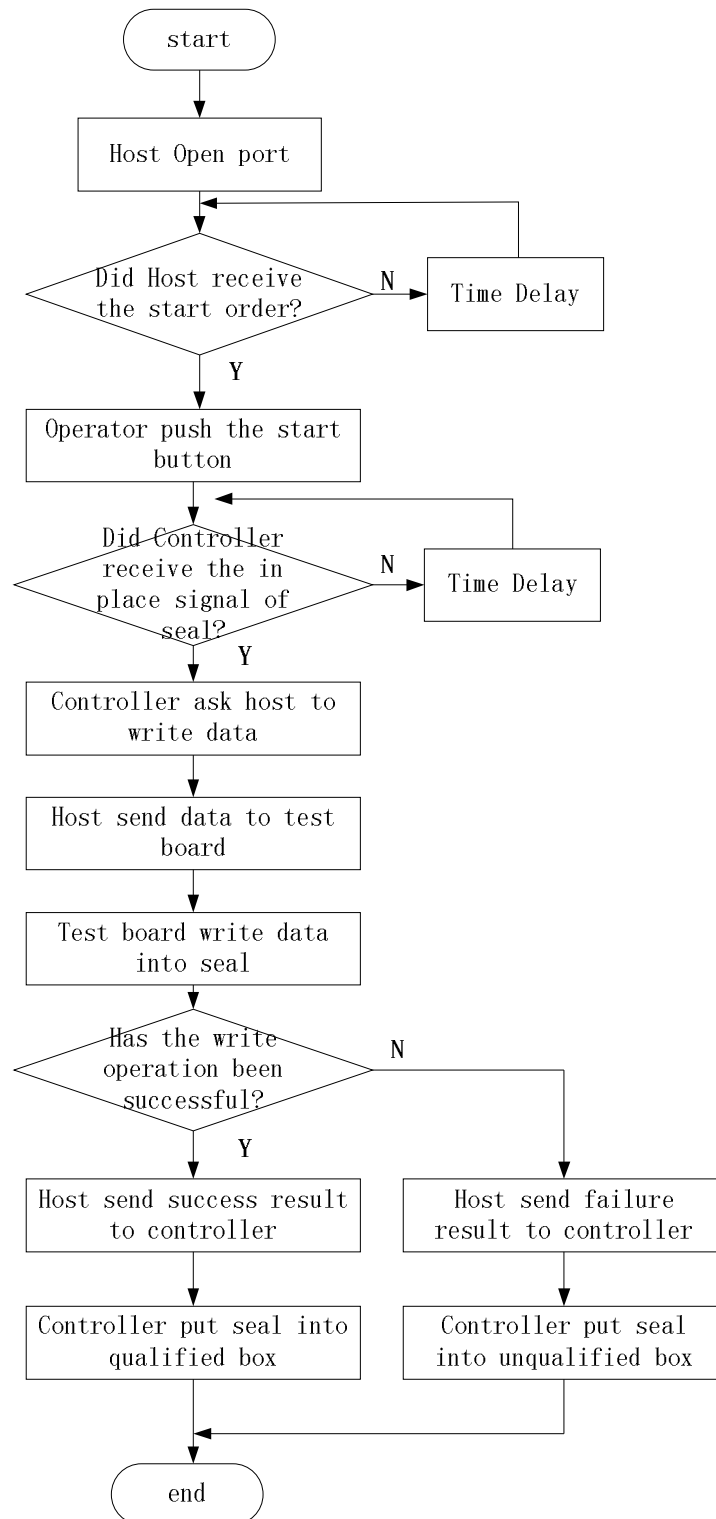 start
Host Open port
Did Host receive
the start order?
N
Time Delay
Y
Operator push the start
button
Did Controller
receive the in
place signal of
seal?
N
Time Delay
Y
Controller ask host to
write data
Host send data to test
board
Test board write data
into seal
Has the write
operation been
successful?
N
Y
Host send success result
to controller
Host send failure
result to controller
Controller put seal into
qualified box
Controller put seal
into unqualified box
end